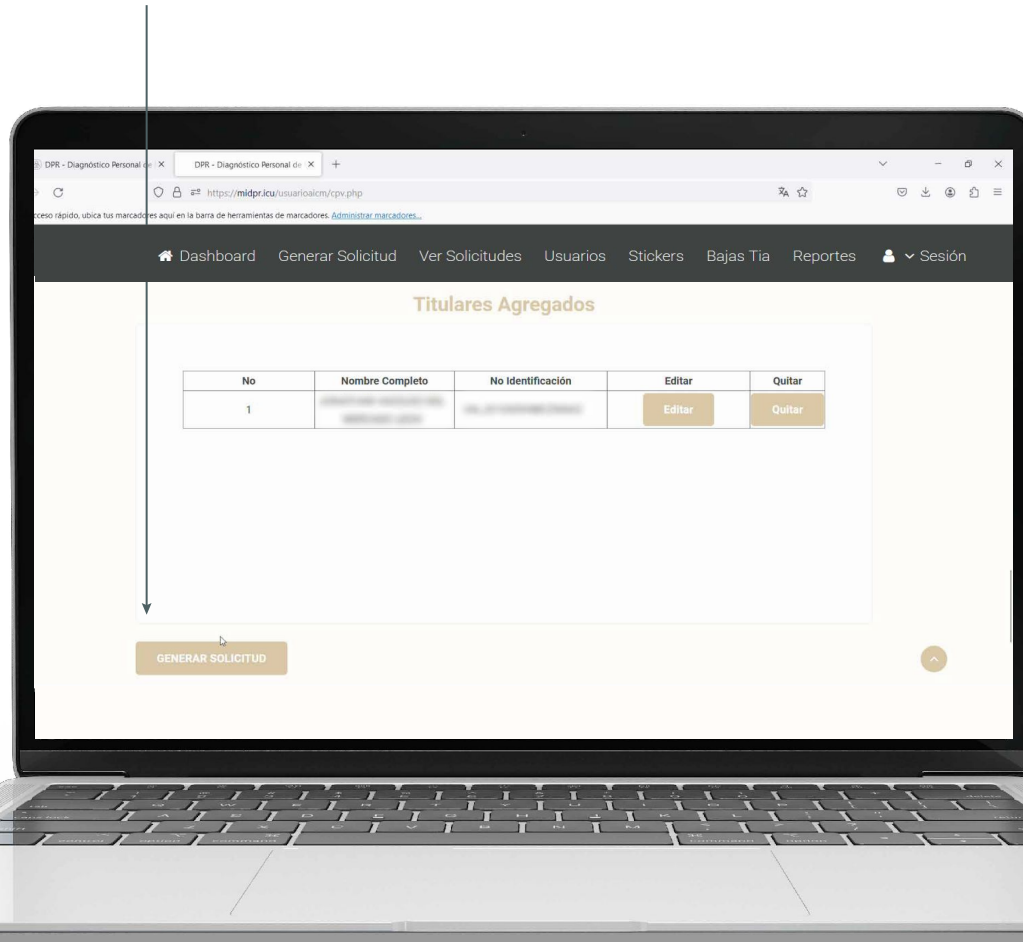 DPR - Diagnóstico Personal de
DPR - Diagnóstico Personal de
https://midpr.icu/usuarioaicm/cpv.php
cceso rápido, ubica tus marcadores aquí en la barra de herramientas de marcadores. Administrar marcadores...
Dashboard Generar Solicitud Ver Solicitudes Usuarios Stickers Bajas Tia Reportes Sesión
Titulares Agregados
No Nombre Completo No Identificación Editar Quitar
1 Editar Quitar
GENERAR SOLICITUD